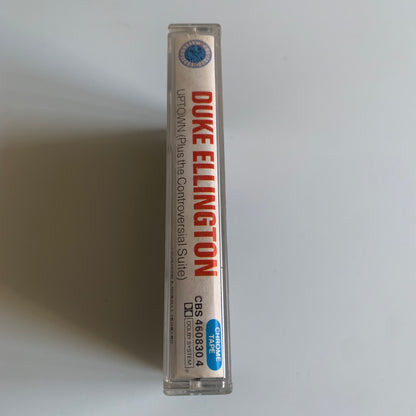 DUKE ELLINGTON
UPTOWN (Plus the Controversial Suite)
CBS 460830 4
DOLBY SYSTEM
CHROME
TAPE